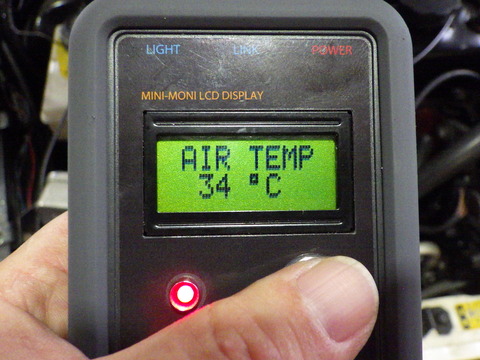 LIGHT LINK POWER
MINI-MONI LCD DISPLAY
AIR TEMP
34 °C